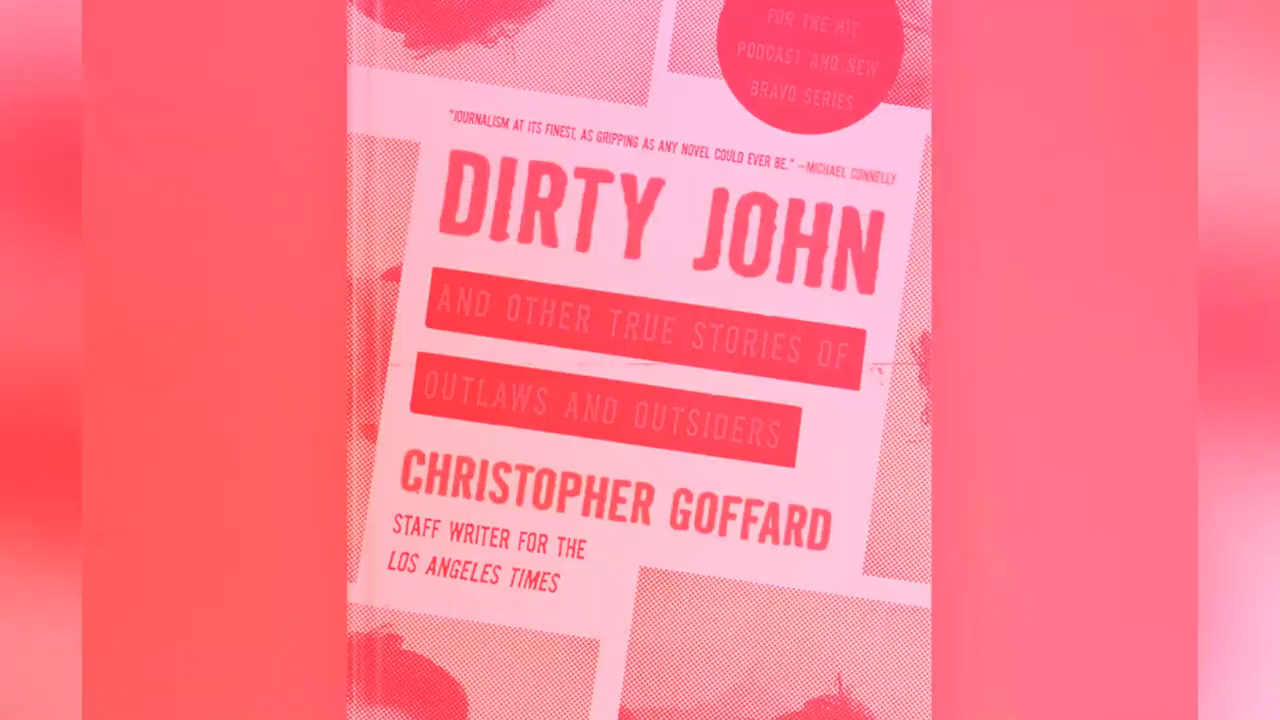 FOR THE HIT
PODCAST AND NEW
BRAVO SERIES
"JOURNALISM AT ITS FINEST, AS GRIPPING AS ANY NOVEL COULD EVER BE." —MICHAEL CONNELLY
DIRTY JOHN
AND OTHER TRUE STORIES OF
OUTLAWS AND OUTSIDERS
CHRISTOPHER GOFFARD
STAFF WRITER FOR THE
LOS ANGELES TIMES